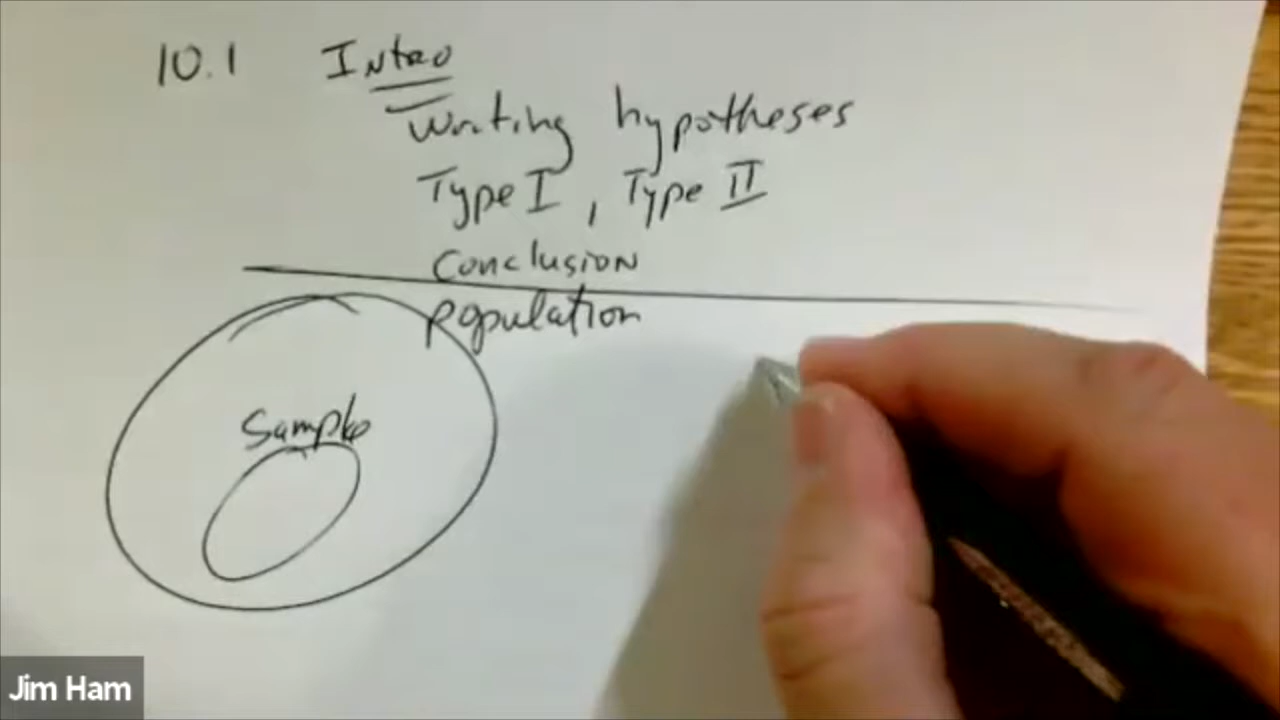 10.1 Intro
Writing hypotheses
Type I, Type II
Conclusion
population
Sample
Jim Ham